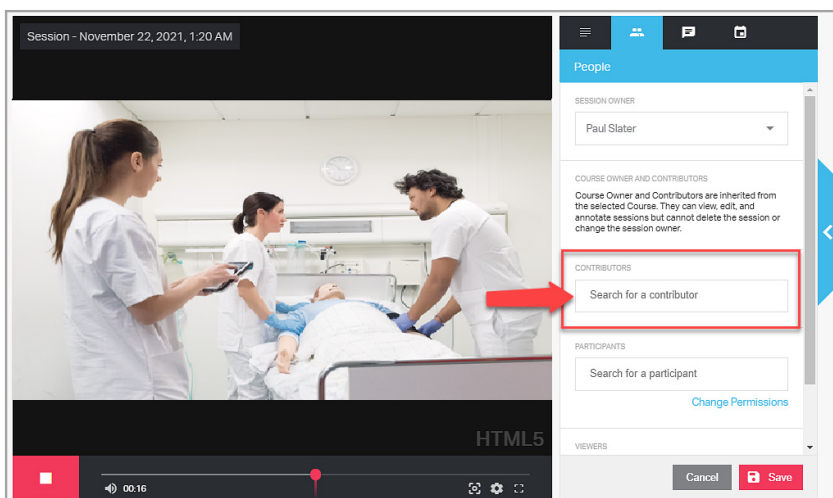 Session - November 22, 2021, 1:20 AM
People
SESSION OWNER
Paul Slater
COURSE OWNER AND CONTRIBUTORS
Course Owner and Contributors are inherited from
the selected Course. They can view, edit, and
annotate sessions but cannot delete the session or
change the session owner.
CONTRIBUTORS
Search for a contributor
PARTICIPANTS
Search for a participant
Change Permissions
HTML5
VIEWERS
00:16
Cancel
Save